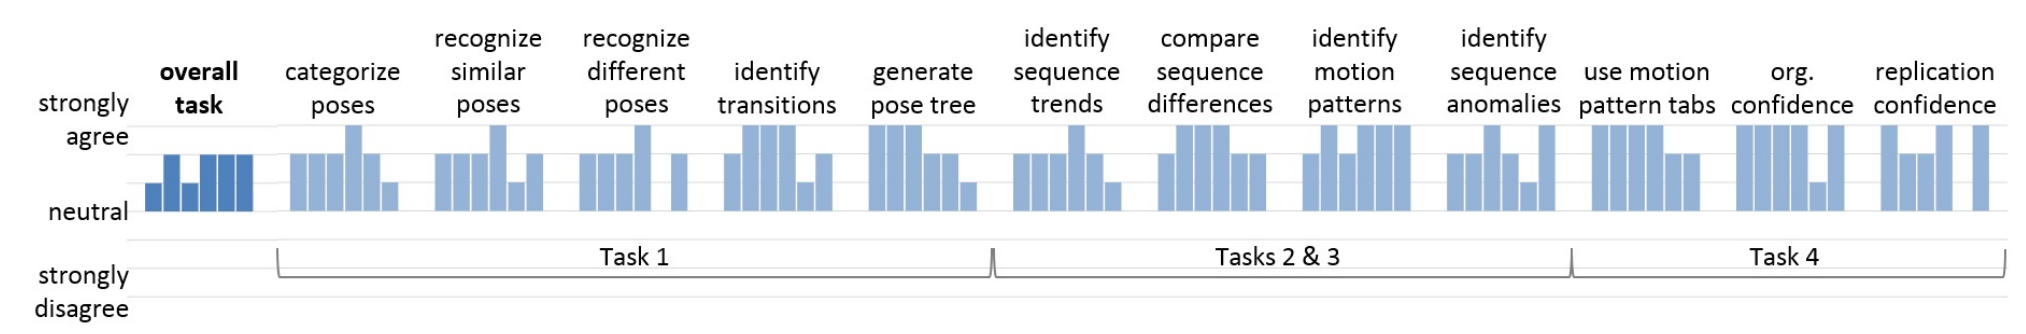 overall
task
categorize
poses
recognize
similar
poses
recognize
different
poses
identify
transitions
generate
pose tree
identify
sequence
trends
compare
sequence
differences
identify
motion
patterns
identify
sequence
anomalies
use motion
pattern tabs
org.
confidence
replication
confidence
strongly
agree
neutral
strongly
disagree
Task 1
Tasks 2 & 3
Task 4